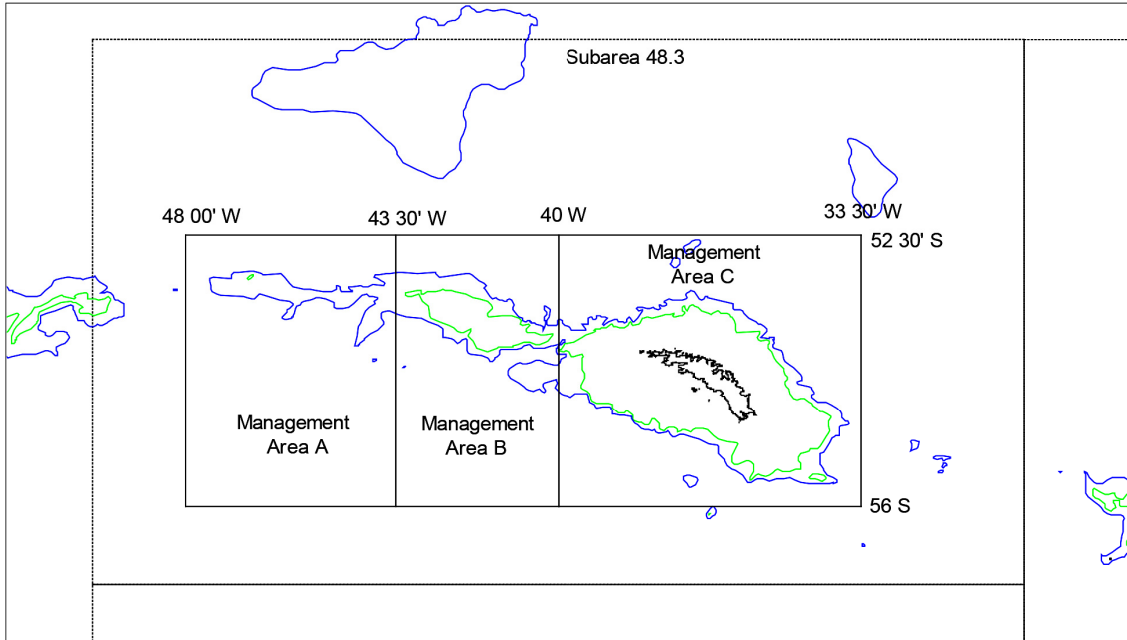 Subarea 48.3
48 00' W
43 30' W
40 W
33 30' W
52 30' S
Management
Area C
Management
Area A
Management
Area B
56 S